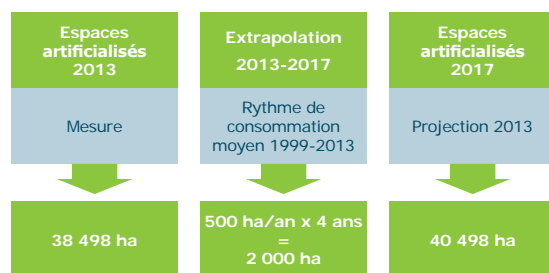 Espaces
artificialisés
2013
Mesure
38 498 ha
Extrapolation
2013-2017
Rythme de
consommation
moyen 1999-2013
500 ha/an x 4 ans
=
2 000 ha
Espaces
artificialisés
2017
Projection 2013
40 498 ha